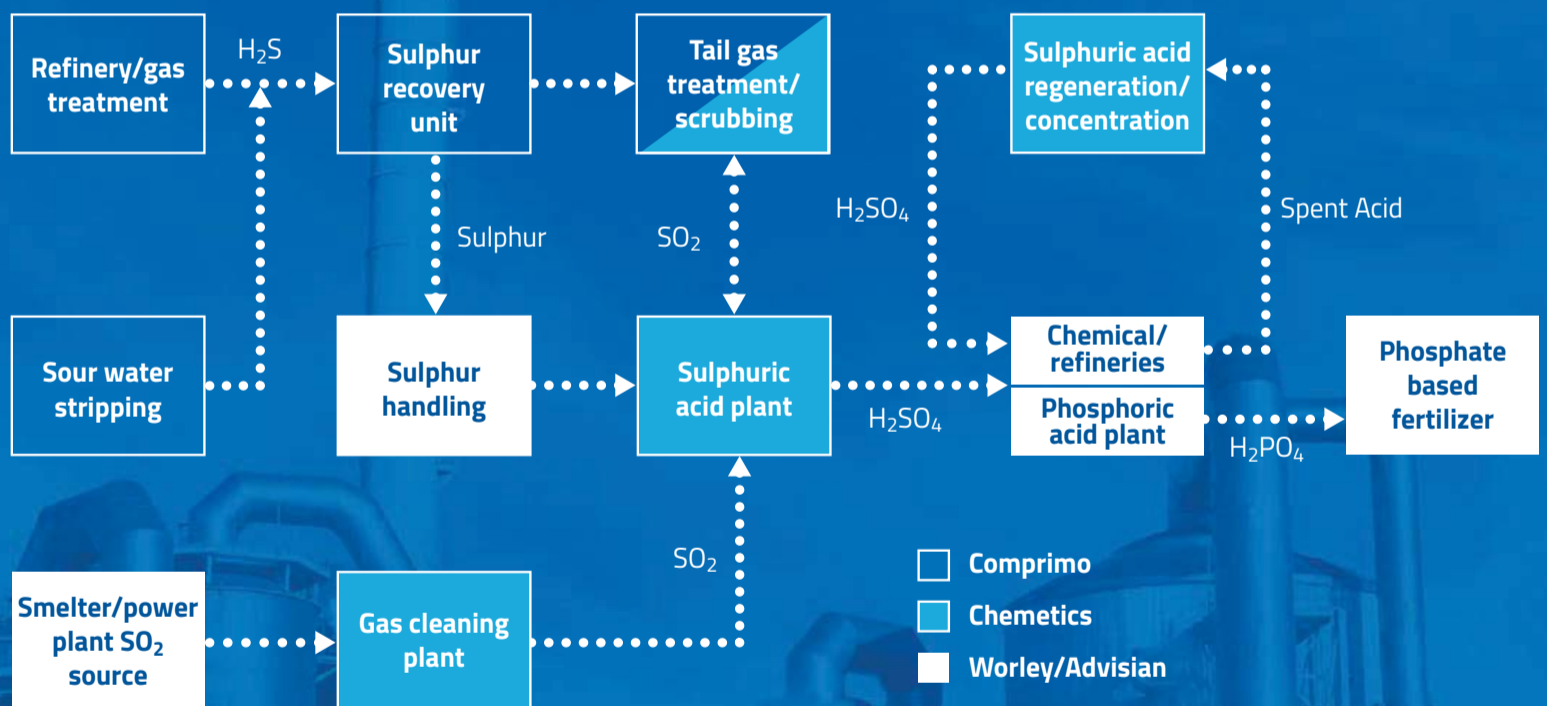 Refinery/gas
treatment
H₂S
Sulphur
recovery
unit
Tail gas
treatment/
scrubbing
Sulphuric acid
regeneration/
concentration
Sulphur
SO₂
H₂SO₄
Spent Acid
Sour water
stripping
Sulphur
handling
Sulphuric
acid plant
H₂SO₄
Chemical/
refineries
Phosphoric
acid plant
H₂PO₄
Phosphate
based
fertilizer
Smelter/power
plant SO₂
source
Gas cleaning
plant
SO₂
Comprimo
Chemetics
Worley/Advisian